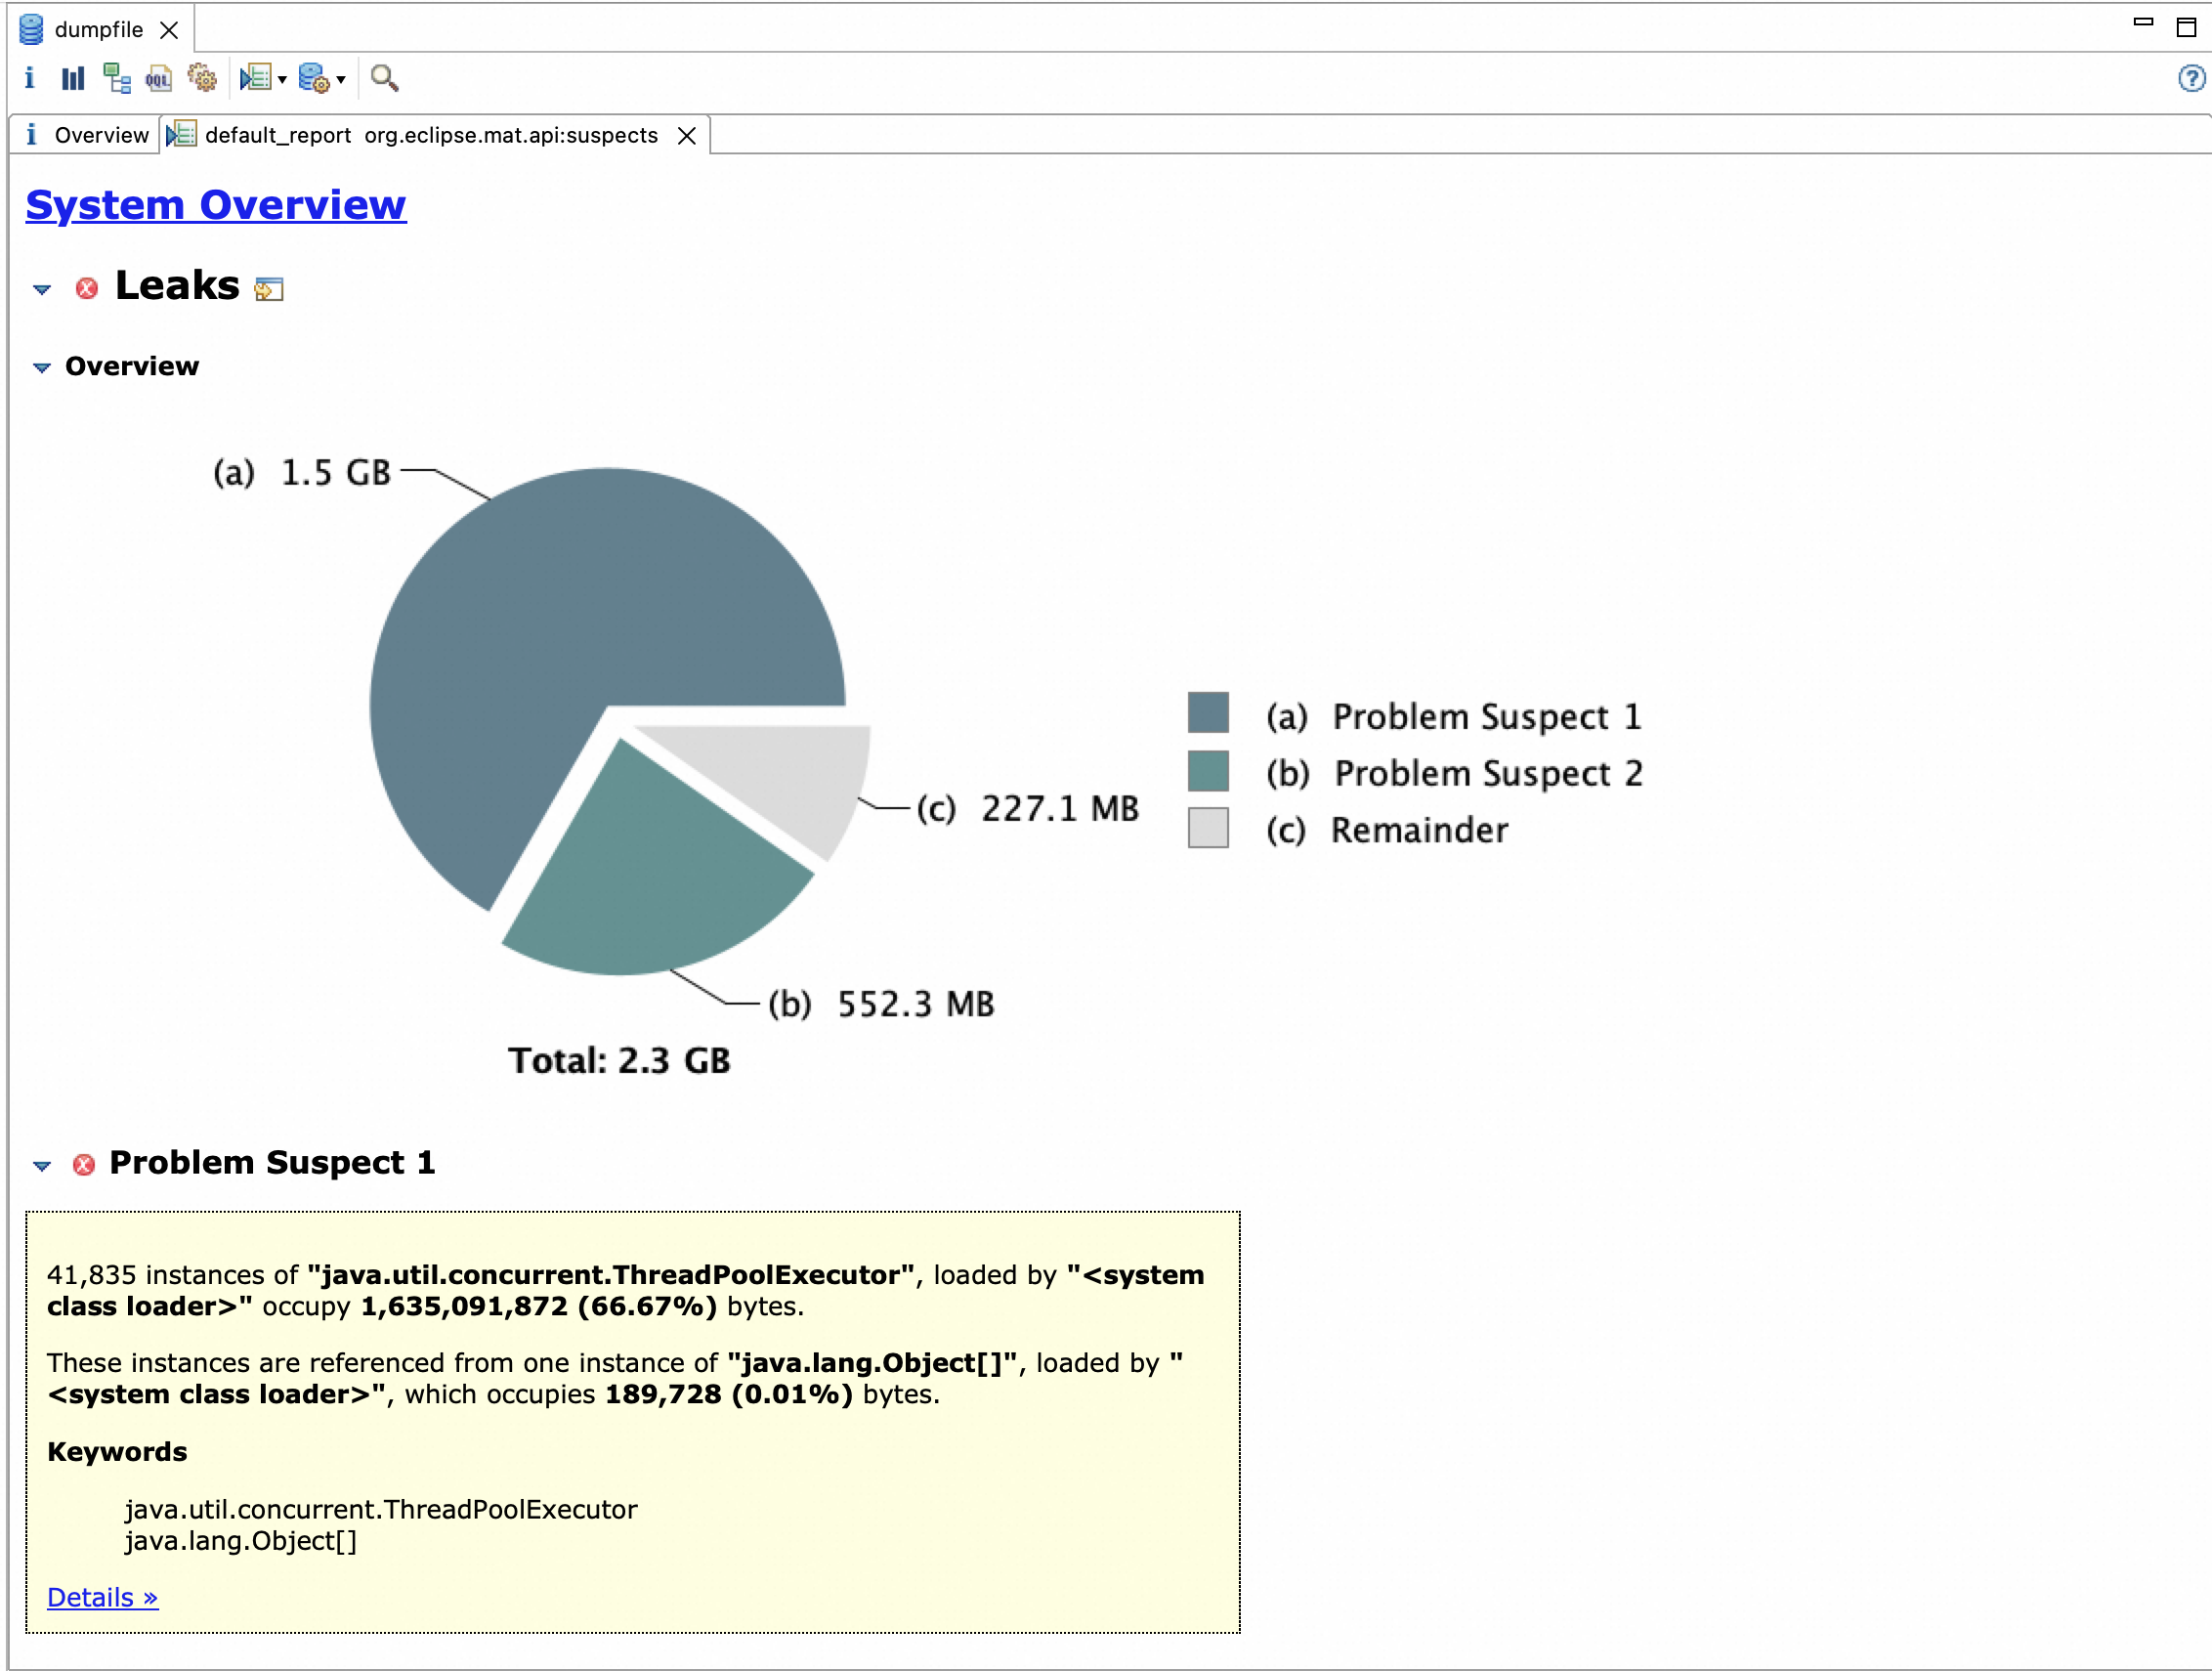 dumpfile
i OQL ?
i Overview default_report org.eclipse.mat.api:suspects
System Overview
Leaks
Overview
(a) 1.5 GB
(a) Problem Suspect 1
(b) Problem Suspect 2
(c) 227.1 MB
(c) Remainder
(b) 552.3 MB
Total: 2.3 GB
Problem Suspect 1
41,835 instances of "java.util.concurrent.ThreadPoolExecutor", loaded by "<system
class loader>" occupy 1,635,091,872 (66.67%) bytes.
These instances are referenced from one instance of "java.lang.Object[]", loaded by "
<system class loader>", which occupies 189,728 (0.01%) bytes.
Keywords
java.util.concurrent.ThreadPoolExecutor
java.lang.Object[]
Details »